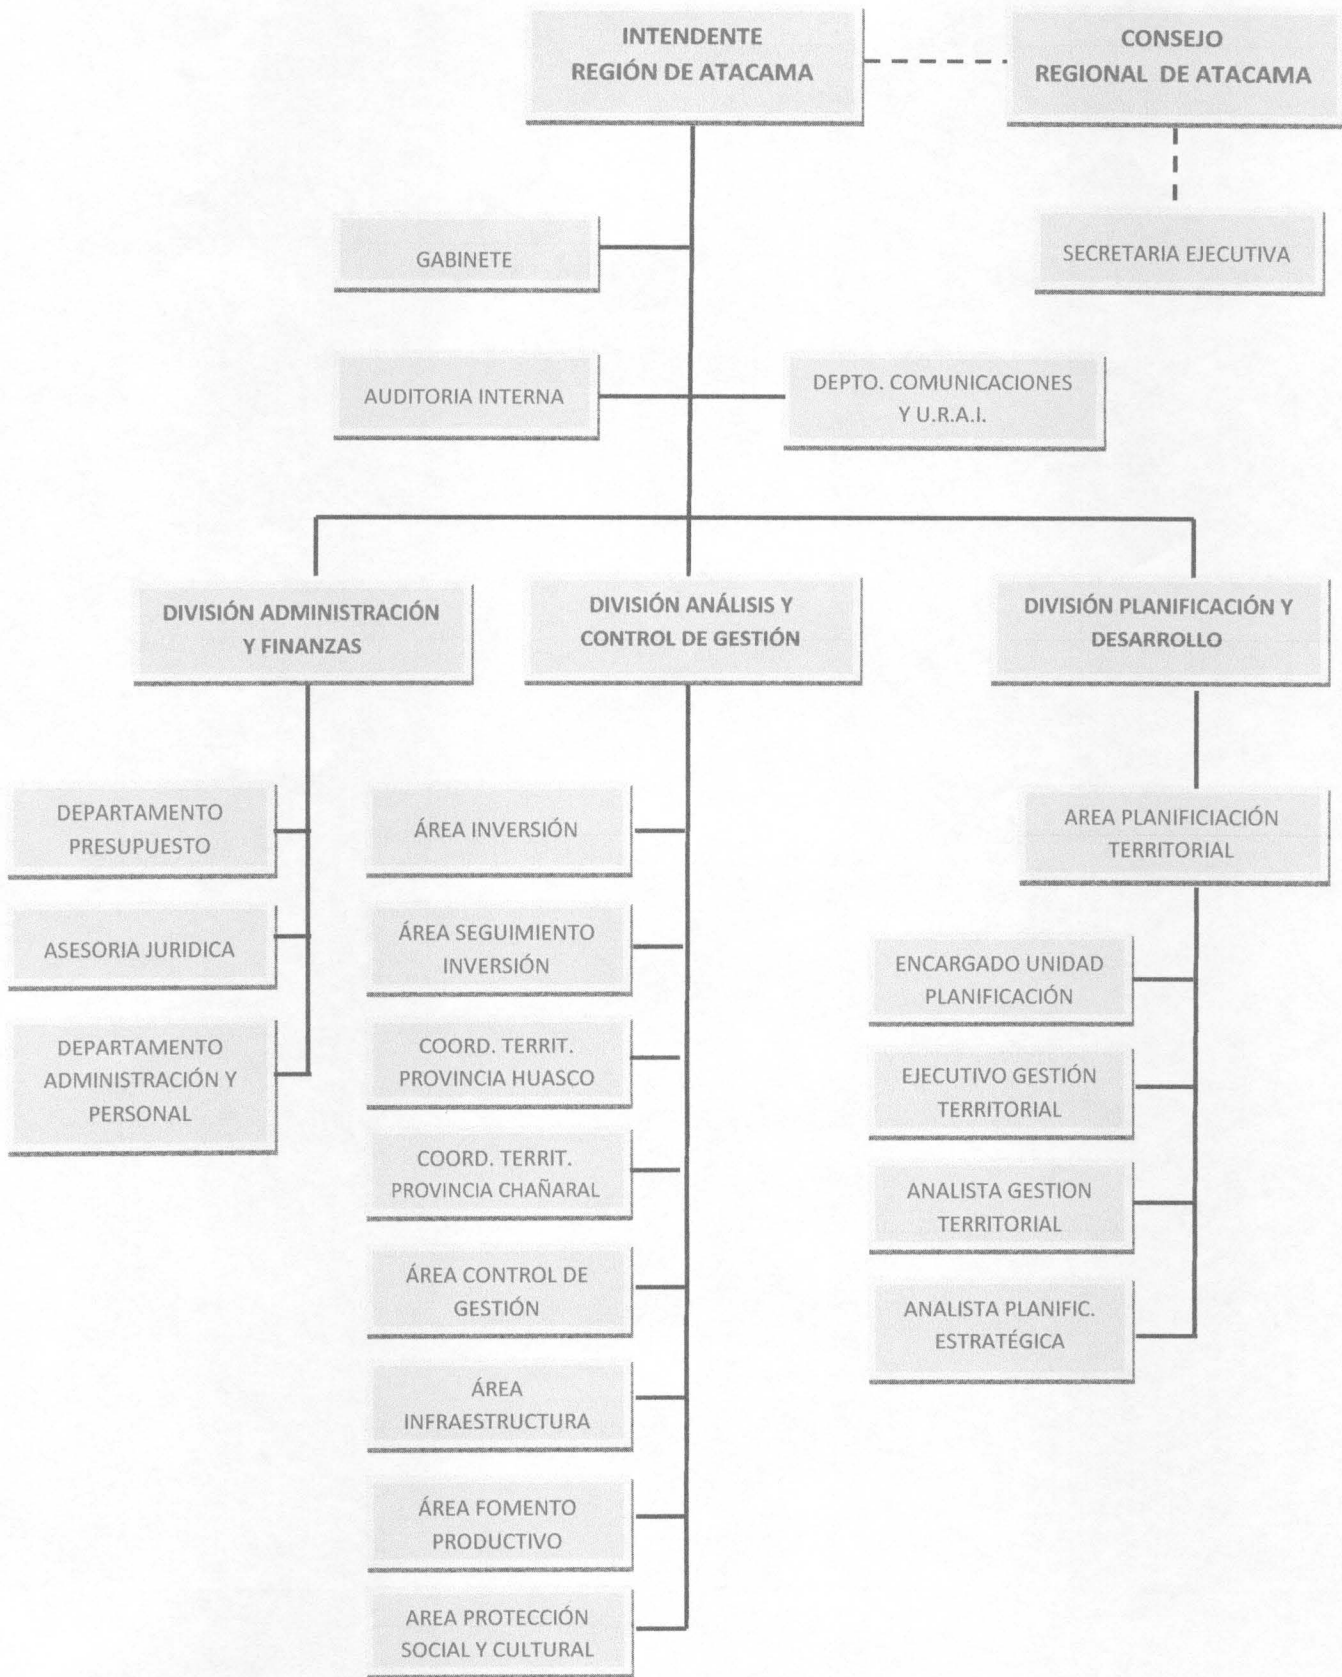 INTENDENTE
REGIÓN DE ATACAMA
CONSEJO
REGIONAL DE ATACAMA
GABINETE
SECRETARIA EJECUTIVA
AUDITORIA INTERNA
DEPTO. COMUNICACIONES
Y U.R.A.I.
DIVISIÓN ADMINISTRACIÓN
Y FINANZAS
DIVISIÓN ANÁLISIS Y
CONTROL DE GESTIÓN
DIVISIÓN PLANIFICACIÓN Y
DESARROLLO
DEPARTAMENTO
PRESUPUESTO
ASESORIA JURIDICA
DEPARTAMENTO
ADMINISTRACIÓN Y
PERSONAL
ÁREA INVERSIÓN
ÁREA SEGUIMIENTO
INVERSIÓN
COORD. TERRIT.
PROVINCIA HUASCO
COORD. TERRIT.
PROVINCIA CHAÑARAL
ÁREA CONTROL DE
GESTIÓN
ÁREA
INFRAESTRUCTURA
ÁREA FOMENTO
PRODUCTIVO
AREA PROTECCIÓN
SOCIAL Y CULTURAL
AREA PLANIFICIACIÓN
TERRITORIAL
ENCARGADO UNIDAD
PLANIFICACIÓN
EJECUTIVO GESTIÓN
TERRITORIAL
ANALISTA GESTION
TERRITORIAL
ANALISTA PLANIFIC.
ESTRATÉGICA